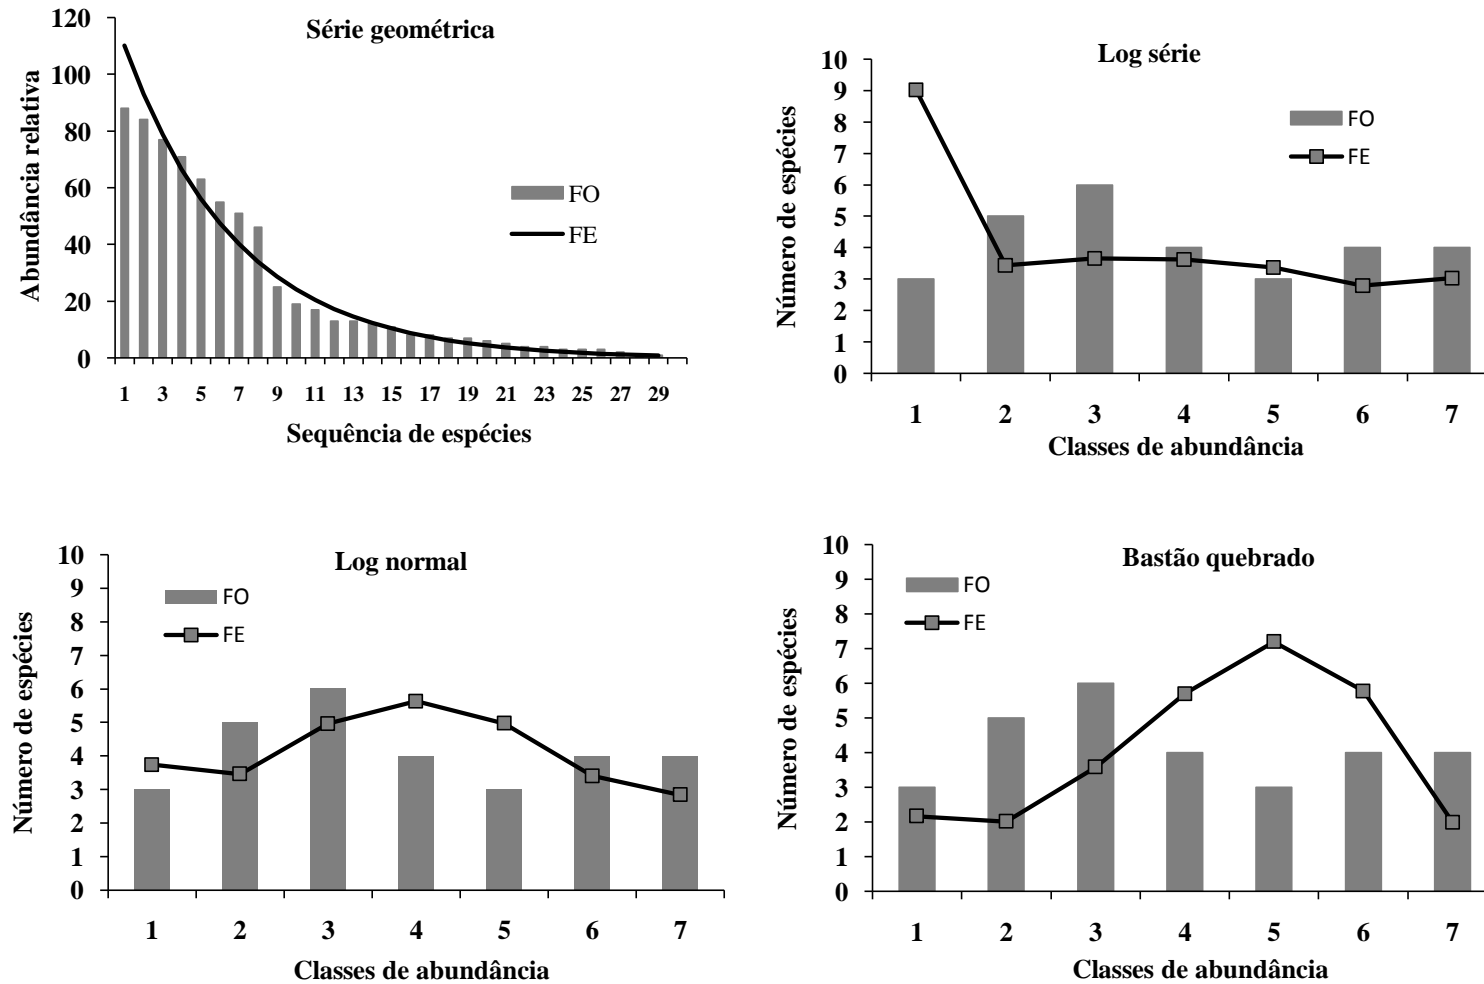 Série geométrica
Abundância relativa
120
100
80
60
40
20
0
FO
FE
1 3 5 7 9 11 13 15 17 19 21 23 25 27 29
Sequência de espécies
Log série
Número de espécies
10
9
8
7
6
5
4
3
2
1
0
FO
FE
1 2 3 4 5 6 7
Classes de abundância
Log normal
Número de espécies
10
9
8
7
6
5
4
3
2
1
0
FO
FE
1 2 3 4 5 6 7
Classes de abundância
Bastão quebrado
Número de espécies
10
9
8
7
6
5
4
3
2
1
0
FO
FE
1 2 3 4 5 6 7
Classes de abundância